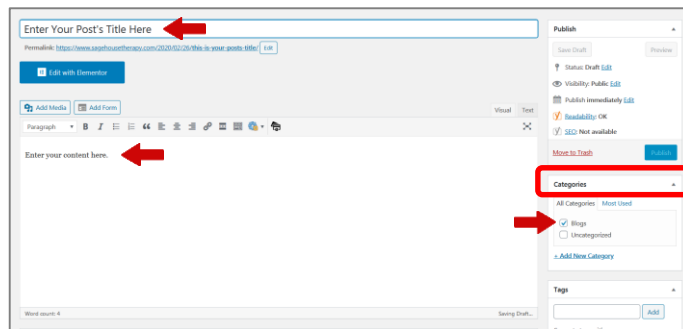 Enter Your Post's Title Here
Permalink: https://www.sagehousetherapy.com/2020/02/26/this-is-your-posts-title/ Edit
Edit with Elementor
Add Media Add Form
Visual Text
Paragraph
Enter your content here.
Word count: 4
Saving Draft...
Publish
Save Draft Preview
Status: Draft Edit
Visibility: Public Edit
Publish immediately Edit
Readability: OK
SEO: Not available
Move to Trash Publish
Categories
All Categories Most Used
Blogs
Uncategorized
+ Add New Category
Tags
Add